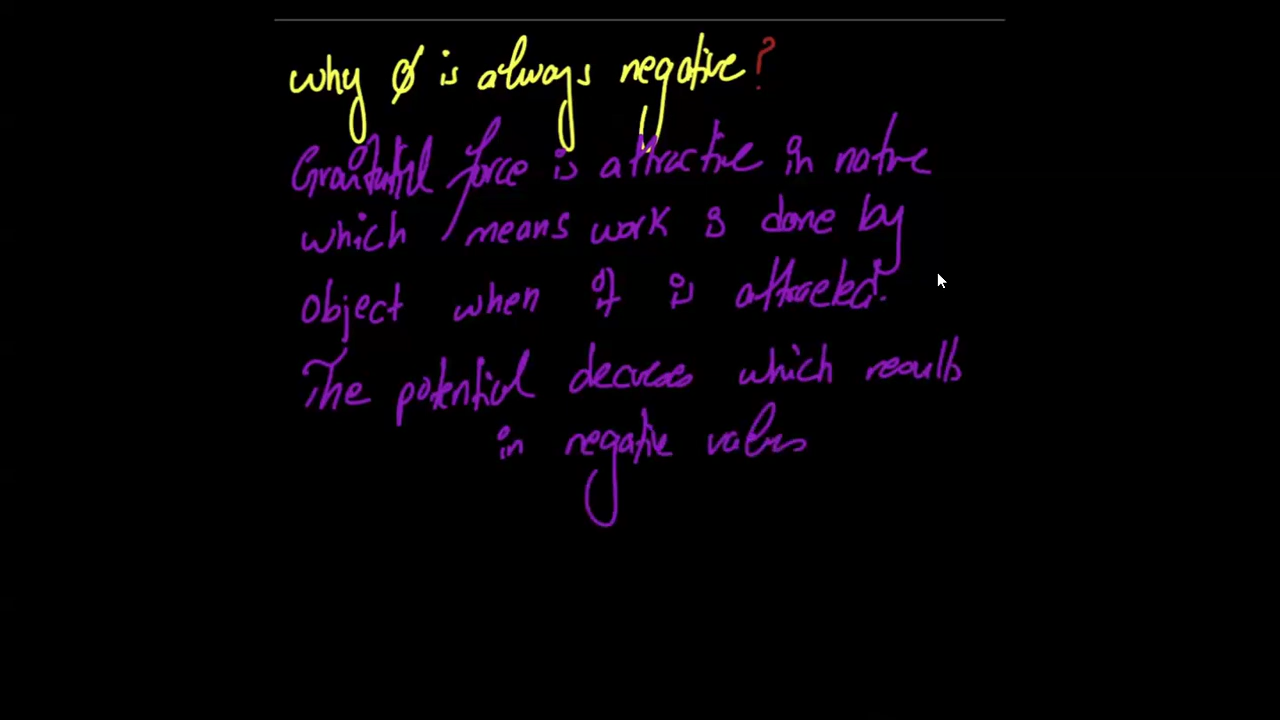 why ϕ is always negative?
Gravitational force is attractive in nature
which means work is done by
object when it is attracted.
The potential decreases which results
in negative values